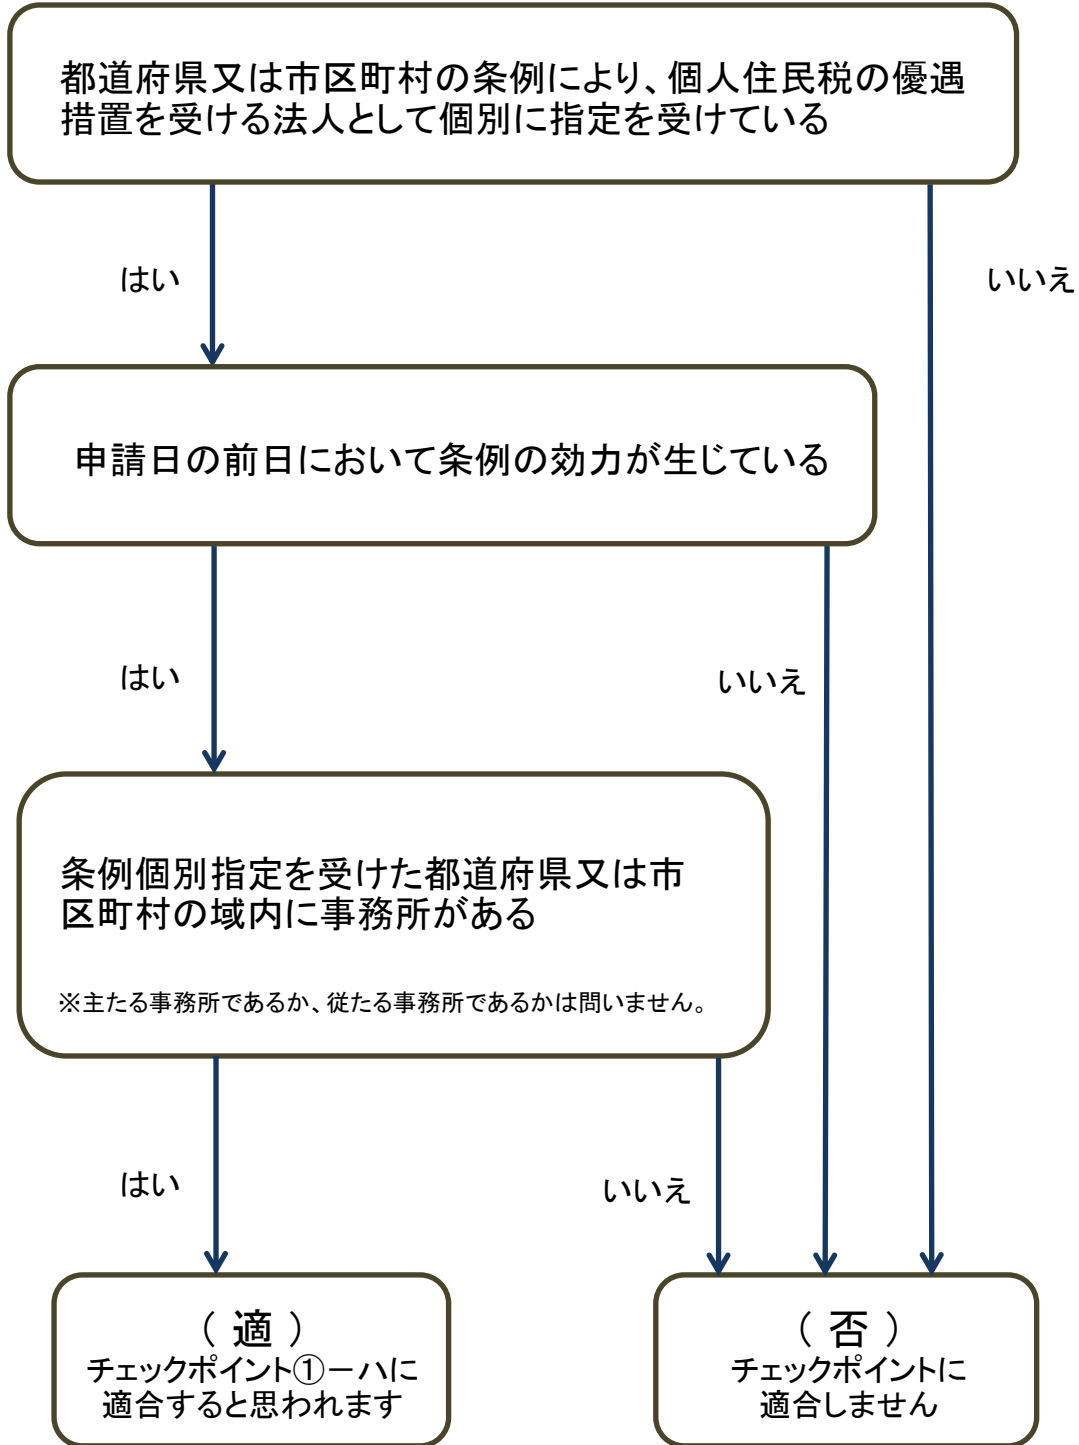 都道府県又は市区町村の条例により、個人住民税の優遇
措置を受ける法人として個別に指定を受けている
はい
いいえ
申請日の前日において条例の効力が生じている
はい
いいえ
条例個別指定を受けた都道府県又は市
区町村の域内に事務所がある
※主たる事務所であるか、従たる事務所であるかは問いません。
はい
いいえ
（ 適 ）
チェックポイント①－ハに
適合すると思われます
（ 否 ）
チェックポイントに
適合しません